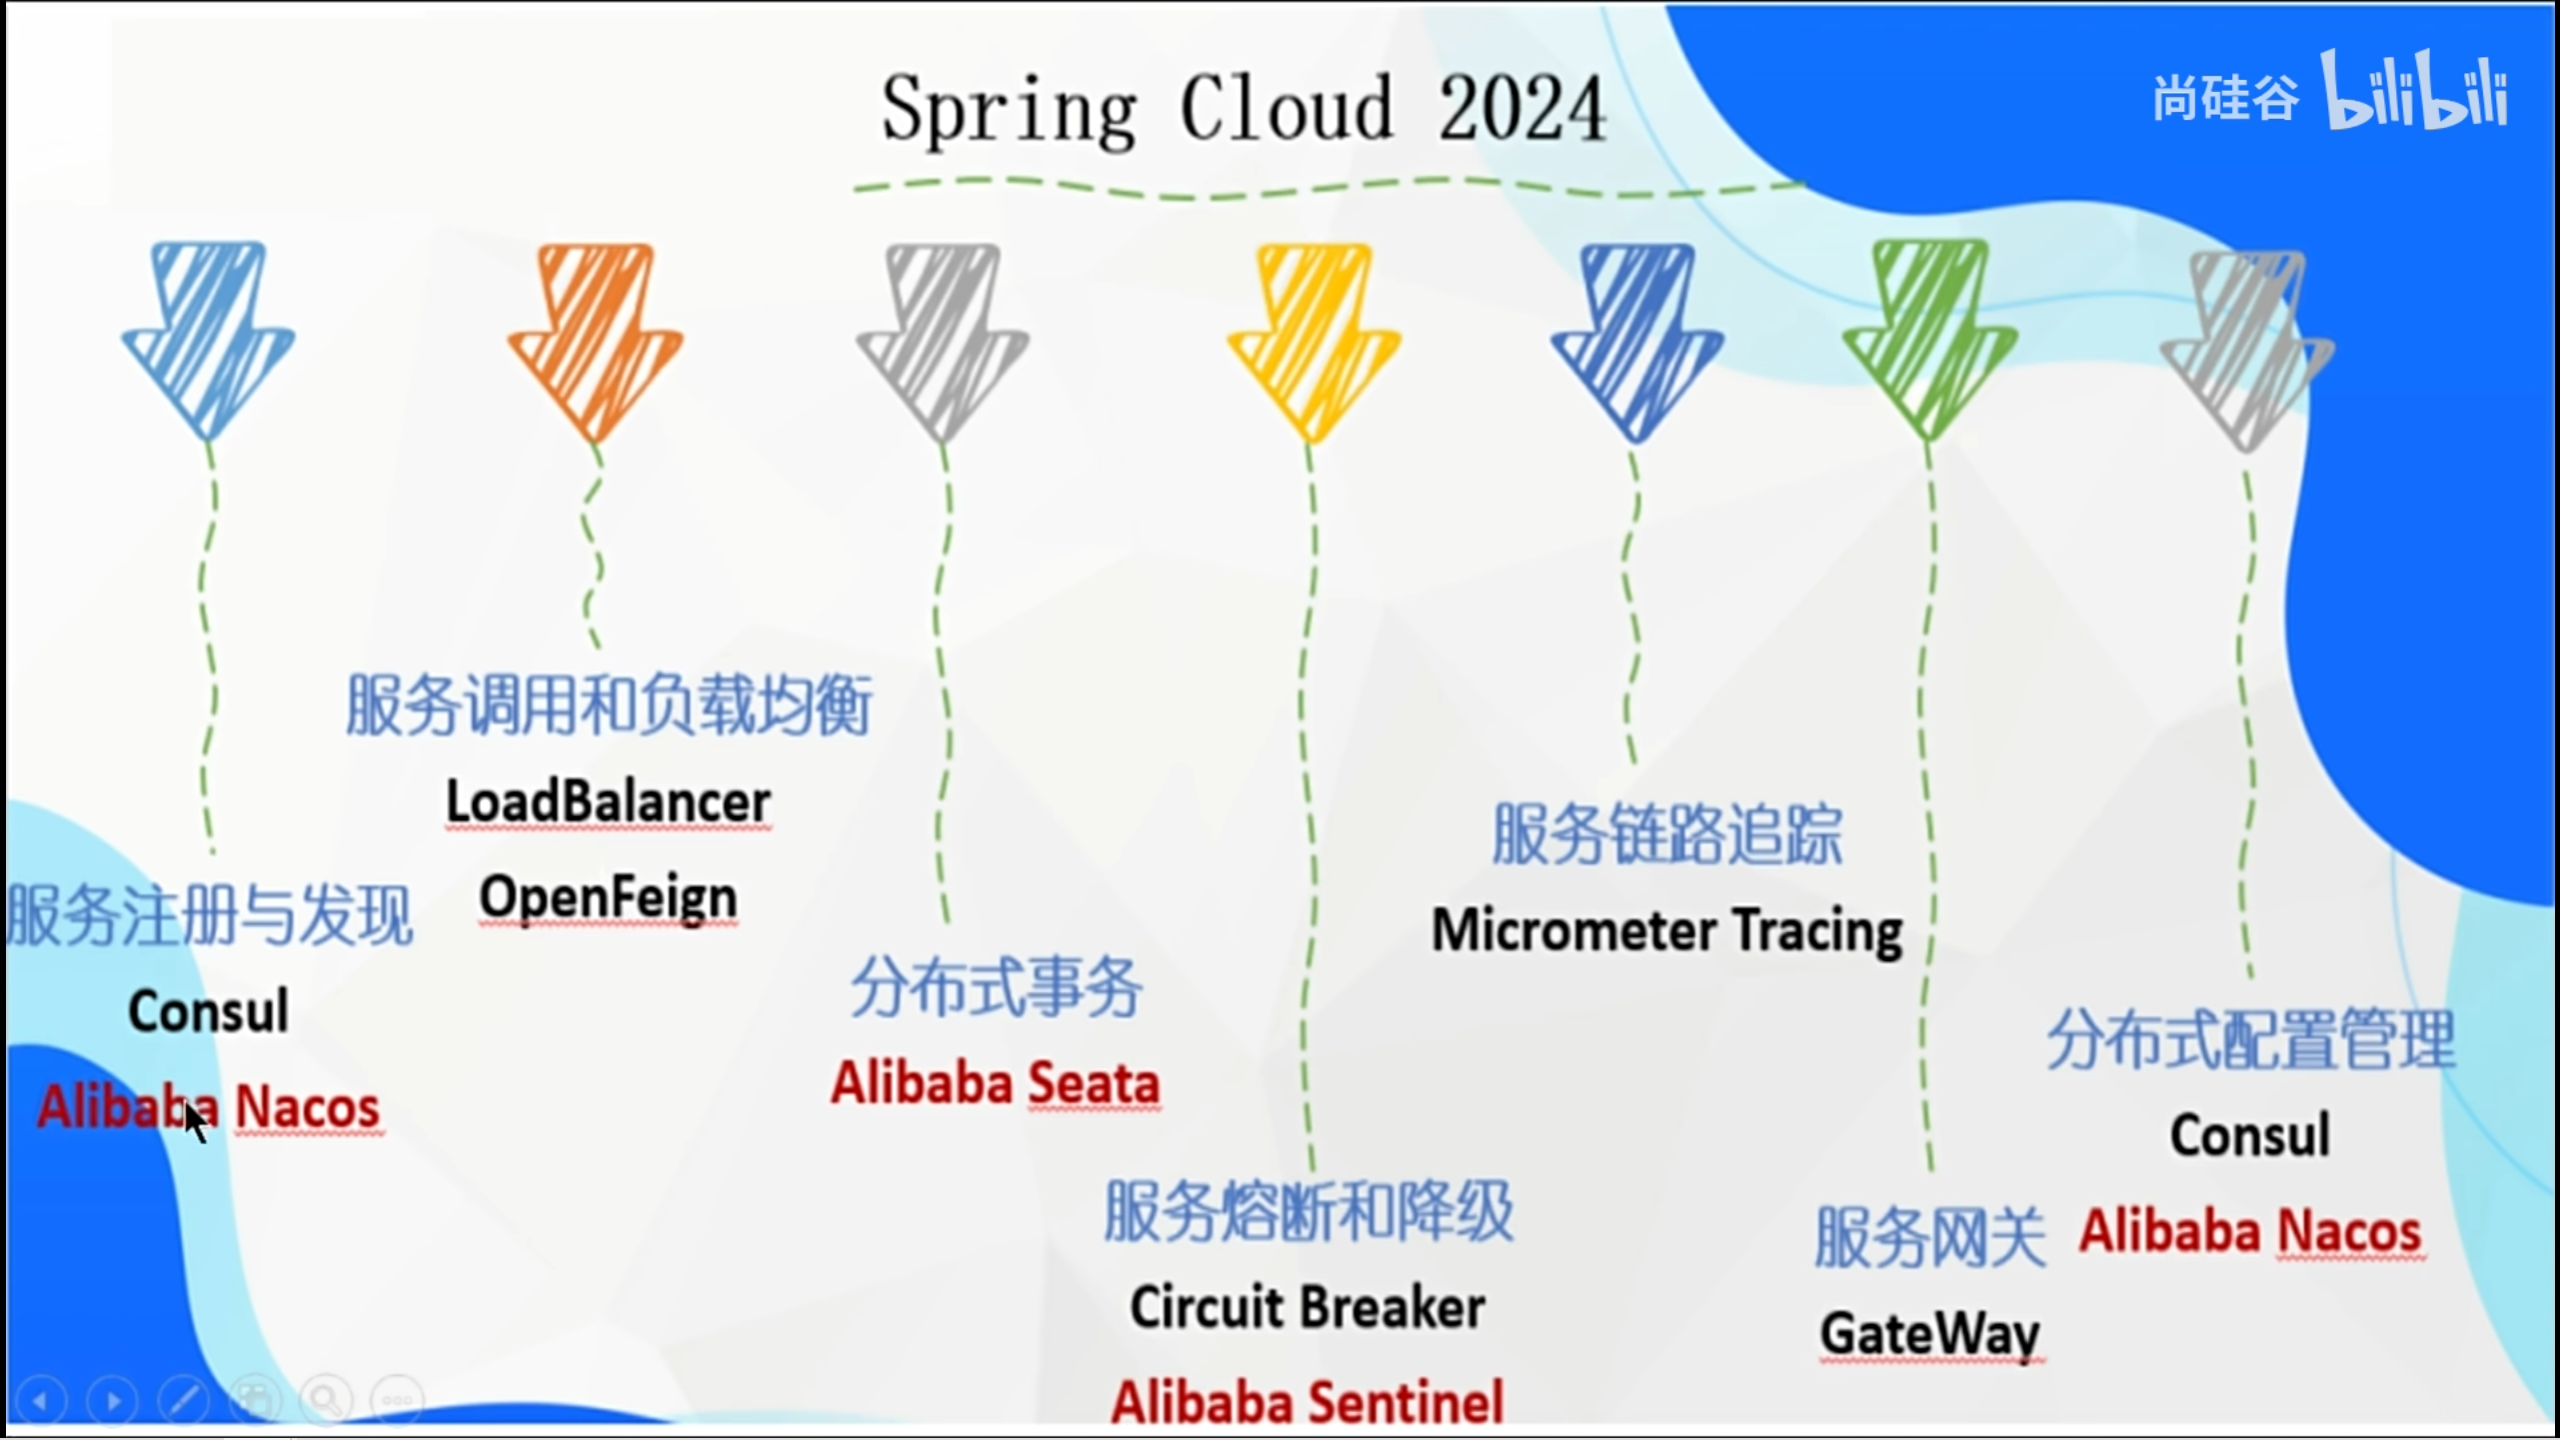 Spring Cloud 2024
尚硅谷 bilibili
服务注册与发现
Consul
Alibaba Nacos
服务调用和负载均衡
LoadBalancer
OpenFeign
分布式事务
Alibaba Seata
服务熔断和降级
Circuit Breaker
Alibaba Sentinel
服务链路追踪
Micrometer Tracing
服务网关
GateWay
分布式配置管理
Consul
Alibaba Nacos